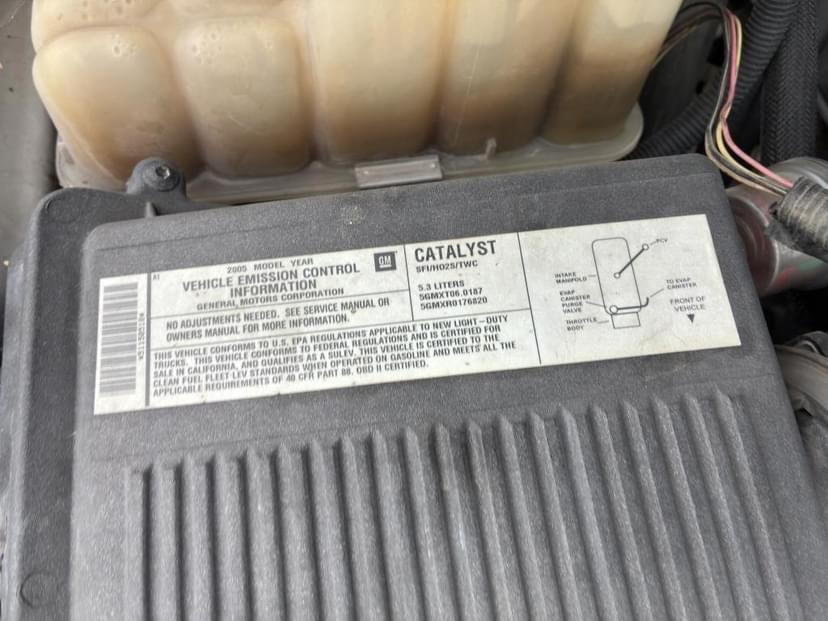 A1
2005 MODEL YEAR
VEHICLE EMISSION CONTROL
INFORMATION
GENERAL MOTORS CORPORATION
GM
NO ADJUSTMENTS NEEDED. SEE SERVICE MANUAL OR
OWNERS MANUAL FOR MORE INFORMATION.
THIS VEHICLE CONFORMS TO U.S. EPA REGULATIONS APPLICABLE TO NEW LIGHT-DUTY
TRUCKS. THIS VEHICLE CONFORMS TO FEDERAL REGULATIONS AND IS CERTIFIED FOR
SALE IN CALIFORNIA, AND QUALIFIES AS A SULEV. THIS VEHICLE IS CERTIFIED TO THE
CLEAN FUEL FLEET-LEV STANDARDS WHEN OPERATED ON GASOLINE AND MEETS ALL THE
APPLICABLE REQUIREMENTS OF 40 CFR PART 88. OBD II CERTIFIED.
CATALYST
SFI/HO2S/TWC
5.3 LITERS
5GMXT06.0187
5GMXR0176820
PCV
INTAKE
MANIFOLD
EVAP
CANISTER
PURGE
VALVE
THROTTLE
BODY
TO EVAP
CANISTER
FRONT OF
VEHICLE